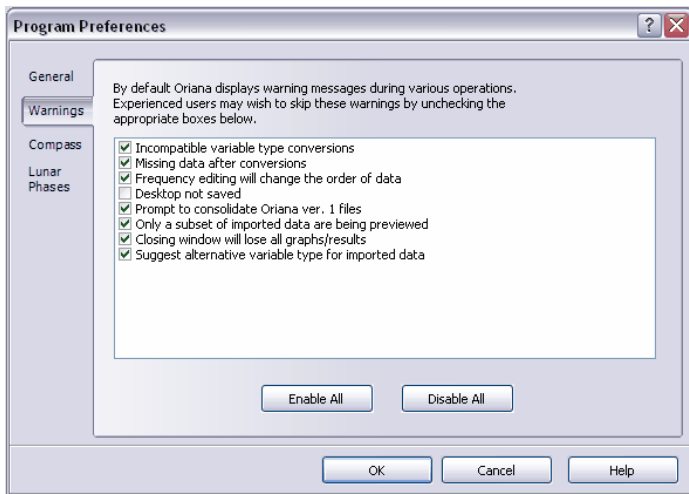 Program Preferences
?
General
Warnings
Compass
Lunar
Phases
By default Oriana displays warning messages during various operations.
Experienced users may wish to skip these warnings by unchecking the
appropriate boxes below.
Incompatible variable type conversions
Missing data after conversions
Frequency editing will change the order of data
Desktop not saved
Prompt to consolidate Oriana ver. 1 files
Only a subset of imported data are being previewed
Closing window will lose all graphs/results
Suggest alternative variable type for imported data
Enable All
Disable All
OK
Cancel
Help